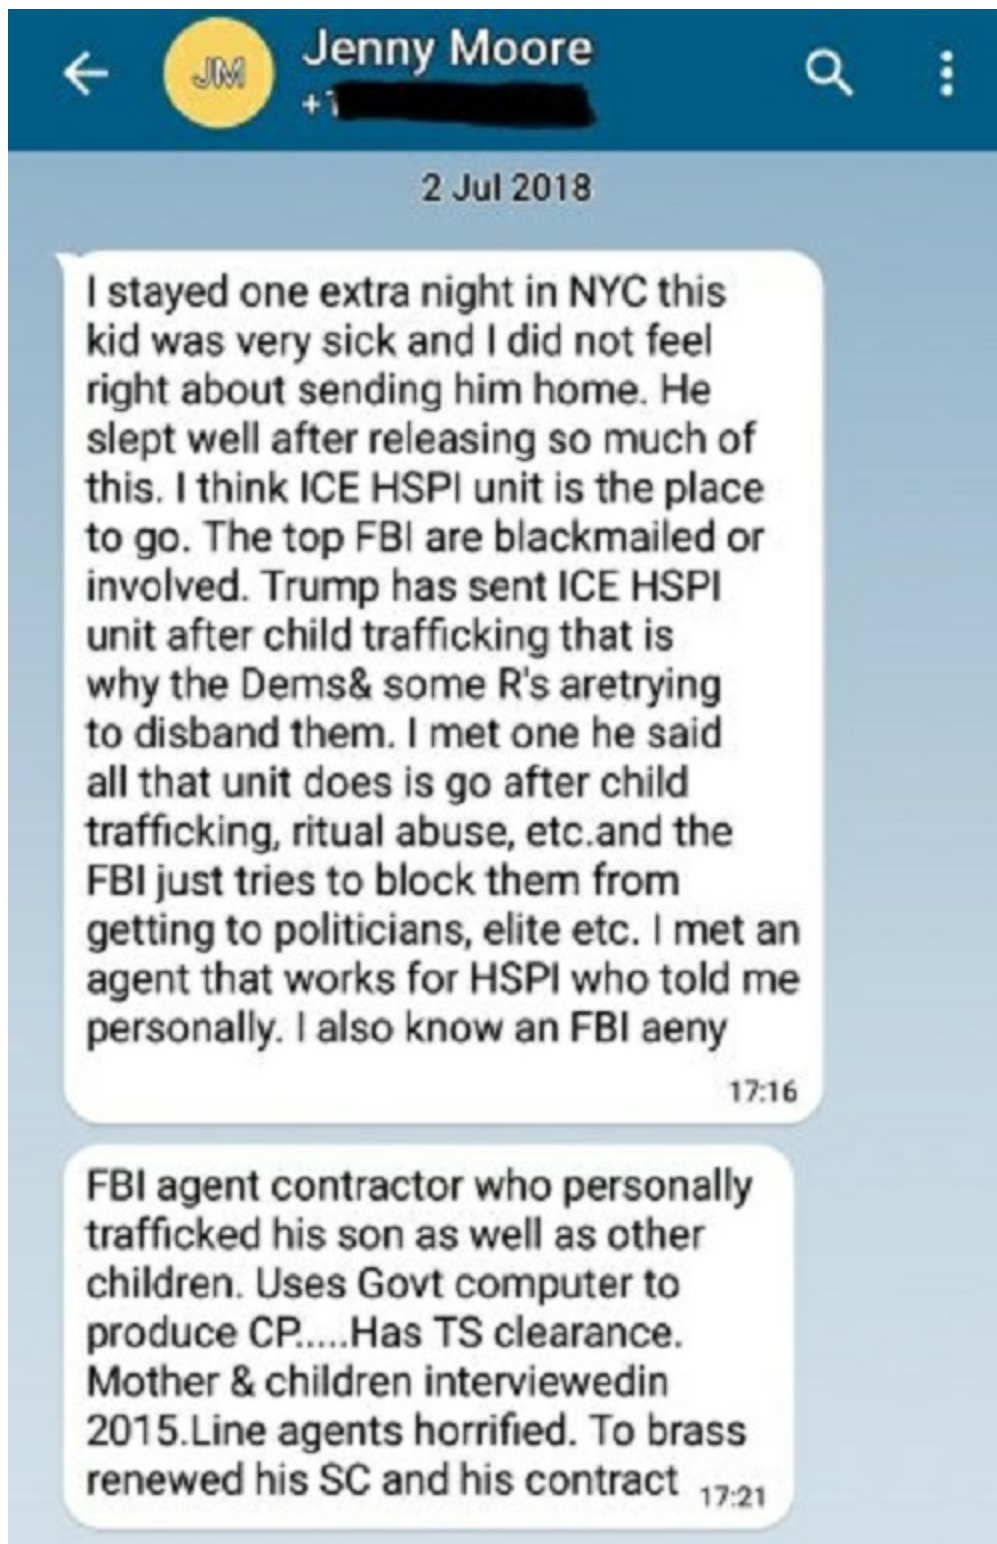 JM
Jenny Moore
+1
2 Jul 2018
I stayed one extra night in NYC this
kid was very sick and I did not feel
right about sending him home. He
slept well after releasing so much of
this. I think ICE HSPI unit is the place
to go. The top FBI are blackmailed or
involved. Trump has sent ICE HSPI
unit after child trafficking that is
why the Dems& some R's aretrying
to disband them. I met one he said
all that unit does is go after child
trafficking, ritual abuse, etc.and the
FBI just tries to block them from
getting to politicians, elite etc. I met an
agent that works for HSPI who told me
personally. I also know an FBI aeny
17:16
FBI agent contractor who personally
trafficked his son as well as other
children. Uses Govt computer to
produce CP.....Has TS clearance.
Mother & children interviewedin
2015.Line agents horrified. To brass
renewed his SC and his contract 17:21